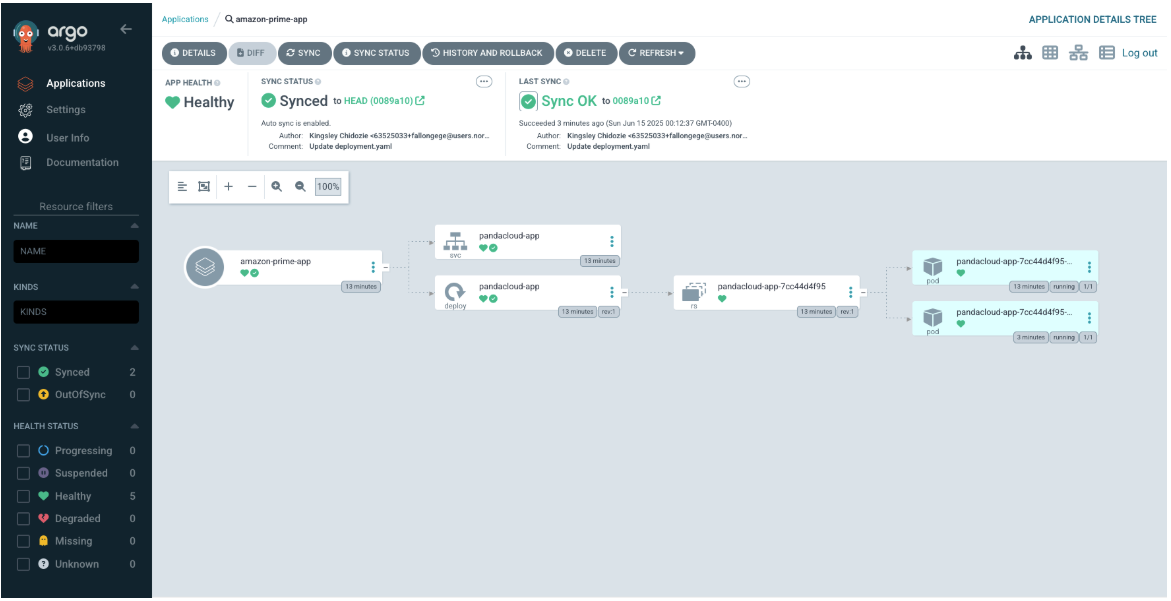 argo
v3.0.6+db93798
Applications
Settings
User Info
Documentation
Resource filters
NAME
NAME
KINDS
KINDS
SYNC STATUS
Synced 2
OutOfSync 0
HEALTH STATUS
Progressing 0
Suspended 0
Healthy 5
Degraded 0
Missing 0
Unknown 0
Applications / amazon-prime-app
APPLICATION DETAILS TREE
DETAILS DIFF SYNC SYNC STATUS HISTORY AND ROLLBACK DELETE REFRESH
Log out
APP HEALTH
Healthy
SYNC STATUS
Synced to HEAD (0089a10)
Auto sync is enabled.
Author: Kingsley Chidozie <63525033+fallongege@users.nor...
Comment: Update deployment.yaml
LAST SYNC
Sync OK to 0089a10
Succeeded 3 minutes ago (Sun Jun 15 2025 00:12:37 GMT-0400)
Author: Kingsley Chidozie <63525033+fallongege@users.nor...
Comment: Update deployment.yaml
100%
amazon-prime-app
13 minutes
pandacloud-app
svc
13 minutes
pandacloud-app
deploy
13 minutes rev:1
pandacloud-app-7cc44d4f95
rs
13 minutes rev:1
pandacloud-app-7cc44d4f95-...
pod
13 minutes running 1/1
pandacloud-app-7cc44d4f95-...
pod
3 minutes running 1/1